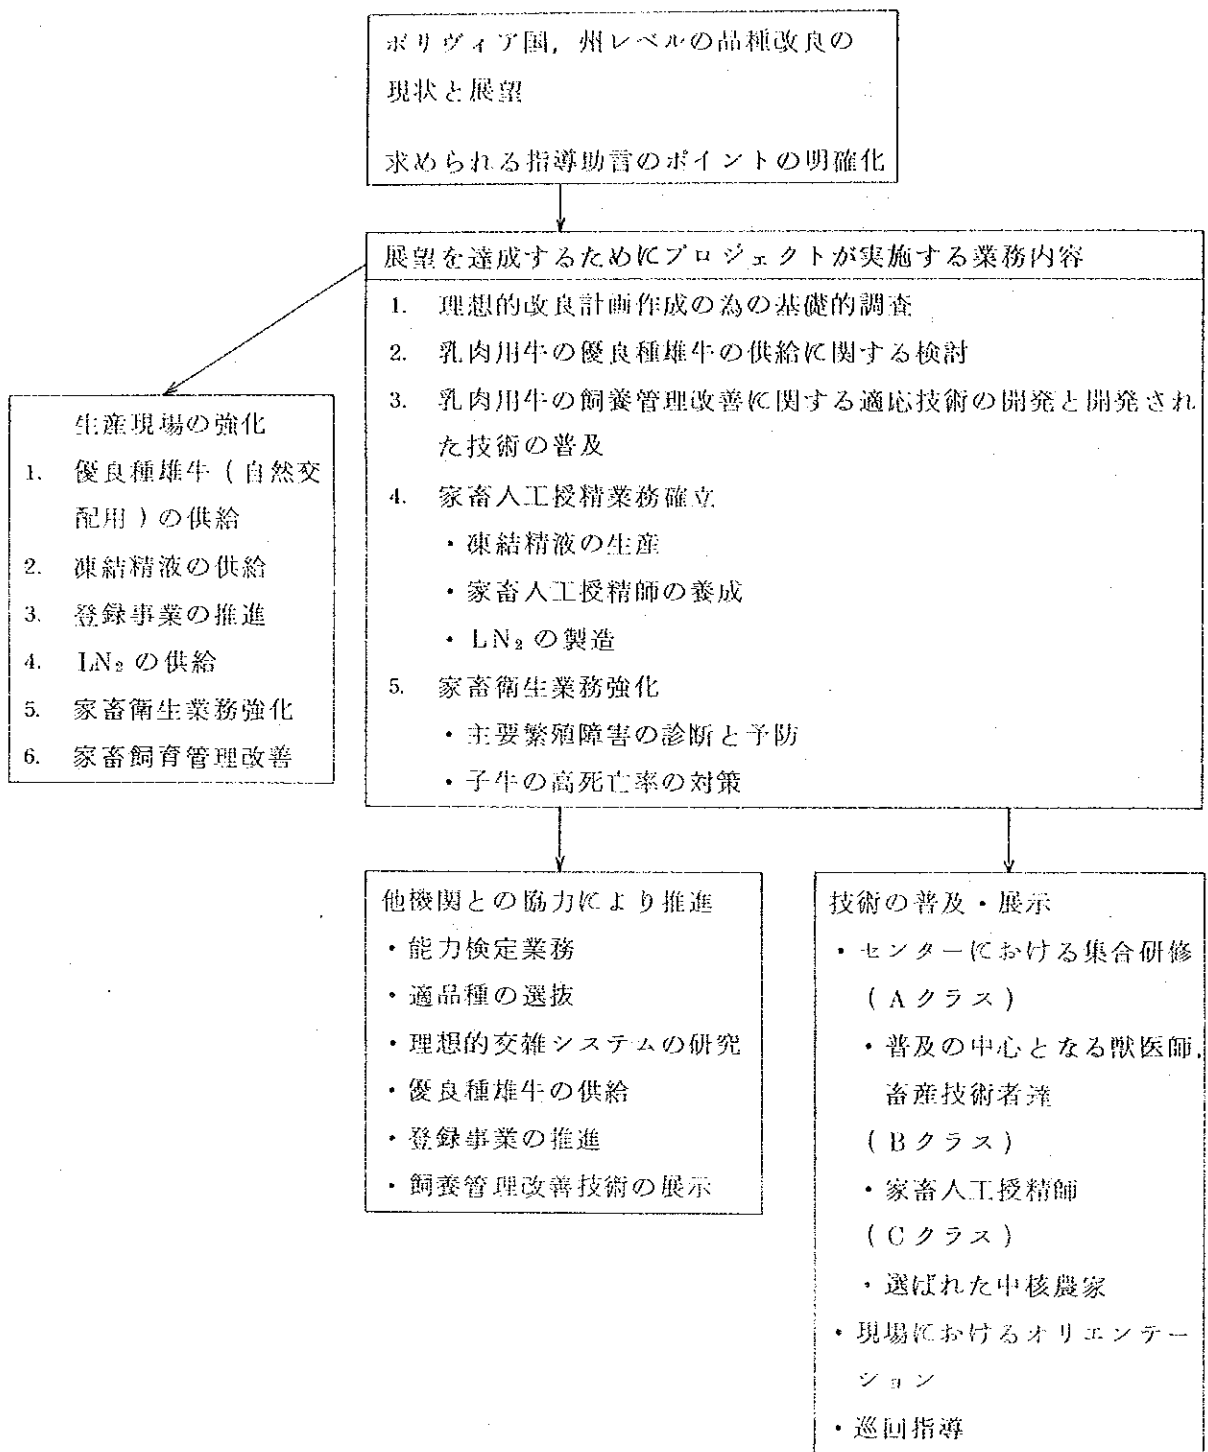 ボリヴィア国,州レベルの品種改良の
現状と展望
求められる指導助言のポイントの明確化
展望を達成するためにプロジェクトが実施する業務内容
1. 理想的改良計画作成の為の基礎的調査
2. 乳肉用牛の優良種雄牛の供給に関する検討
3. 乳肉用牛の飼養管理改善に関する適応技術の開発と開発され
た技術の普及
4. 家畜人工授精業務確立
・凍結精液の生産
・家畜人工授精師の養成
・LN₂の製造
5. 家畜衛生業務強化
・主要繁殖障害の診断と予防
・子牛の高死亡率の対策
生産現場の強化
1. 優良種雄牛(自然交
配用)の供給
2. 凍結精液の供給
3. 登録事業の推進
4. LN₂の供給
5. 家畜衛生業務強化
6. 家畜飼育管理改善
他機関との協力により推進
・能力検定業務
・適品種の選抜
・理想的交雑システムの研究
・優良種雄牛の供給
・登録事業の推進
・飼養管理改善技術の展示
技術の普及・展示
・センターにおける集合研修
(Aクラス)
・普及の中心となる獣医師,
畜産技術者達
(Bクラス)
・家畜人工授精師
(Cクラス)
・選ばれた中核農家
・現場におけるオリエンテー
ション
・巡回指導